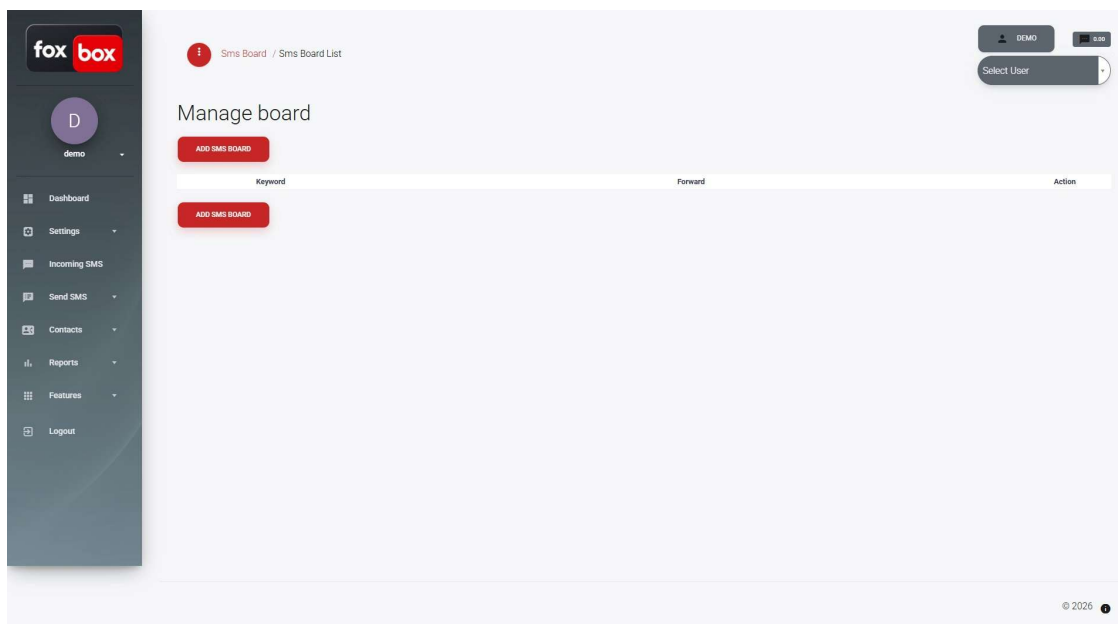 fox box
D
demo
Dashboard
Settings
Incoming SMS
Send SMS
Contacts
Reports
Features
Logout
Sms Board / Sms Board List
DEMO
0.00
Select User
Manage board
ADD SMS BOARD
Keyword Forward Action
ADD SMS BOARD
© 2026